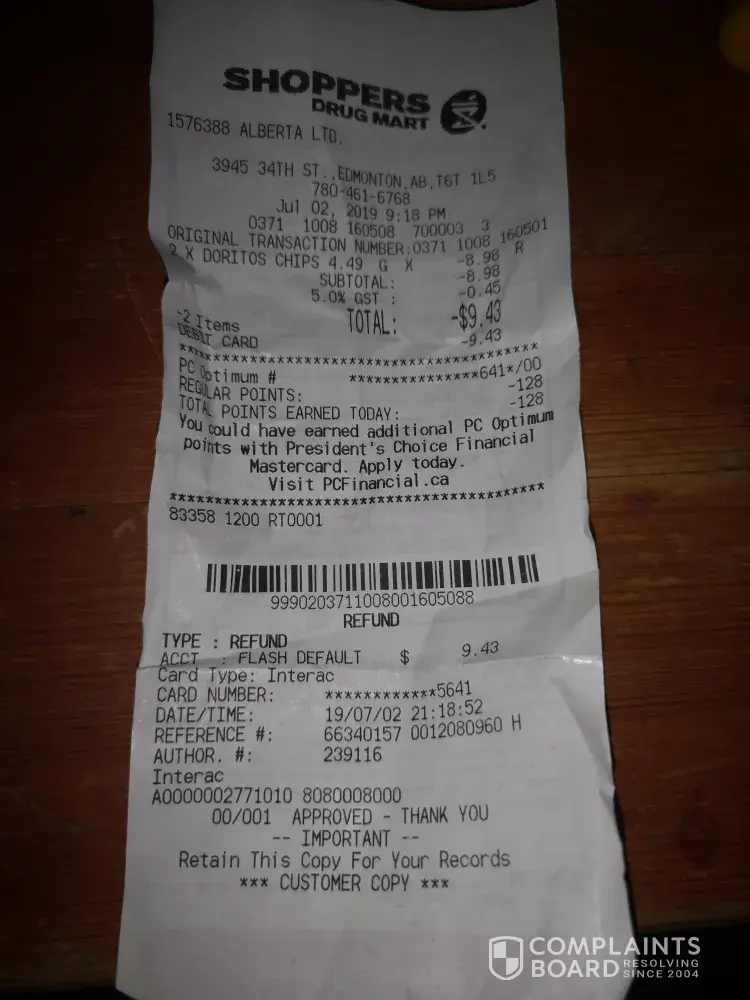 SHOPPERS
DRUG MART
1576388 ALBERTA LTD.
3945 34TH ST.,EDMONTON,AB,T6T 1L5
780-461-6768
Jul 02, 2019 9:18 PM
0371 1008 160508 700003 3
ORIGINAL TRANSACTION NUMBER:0371 1008 160501
2 X DORITOS CHIPS 4.49 G X -8.98 R
SUBTOTAL: -8.98
5.0% GST : -0.45
TOTAL: -$9.43
-2 Items
DEBIT CARD -9.43
****************************************
PC Optimum # ***************641*/00
REGULAR POINTS: -128
TOTAL POINTS EARNED TODAY: -128
You could have earned additional PC Optimum
points with President's Choice Financial
Mastercard. Apply today.
Visit PCFinancial.ca
****************************************
83358 1200 RT0001
9990203711008001605088
REFUND
TYPE : REFUND
ACCT : FLASH DEFAULT $ 9.43
Card Type: Interac
CARD NUMBER: ************5641
DATE/TIME: 19/07/02 21:18:52
REFERENCE #: 66340157 0012080960 H
AUTHOR. #: 239116
Interac
A0000002771010 8080008000
00/001 APPROVED - THANK YOU
-- IMPORTANT --
Retain This Copy For Your Records
*** CUSTOMER COPY ***
COMPLAINTS
BOARD RESOLVING
SINCE 2004